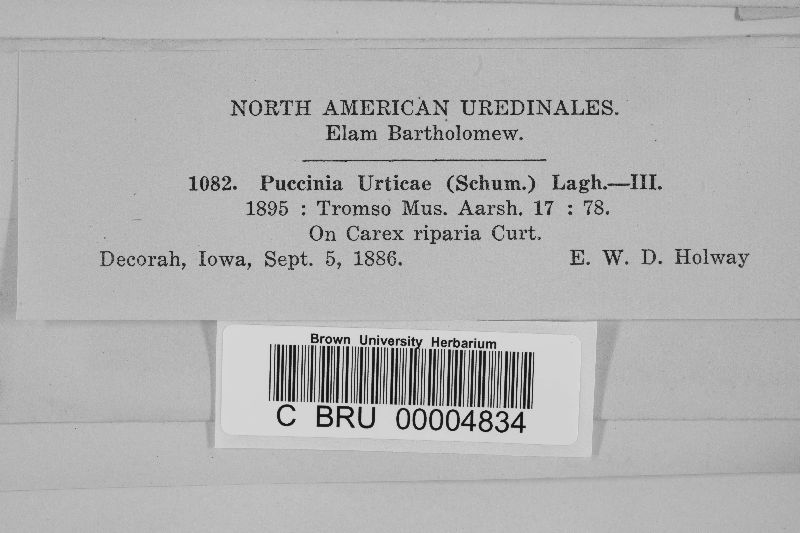 NORTH AMERICAN UREDINALES.
Elam Bartholomew.
1082. Puccinia Urticae (Schum.) Lagh.—III.
1895 : Tromso Mus. Aarsh. 17 : 78.
On Carex riparia Curt.
Decorah, Iowa, Sept. 5, 1886. E. W. D. Holway
Brown University Herbarium
C BRU 00004834